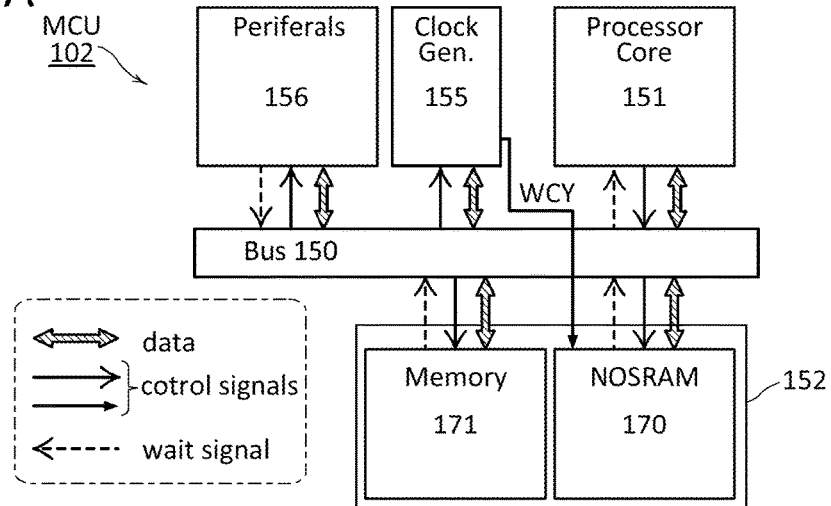 MCU
102
Periferals
156
Clock
Gen.
155
Processor
Core
151
WCY
Bus 150
data
cotrol signals
wait signal
Memory
171
NOSRAM
170
152